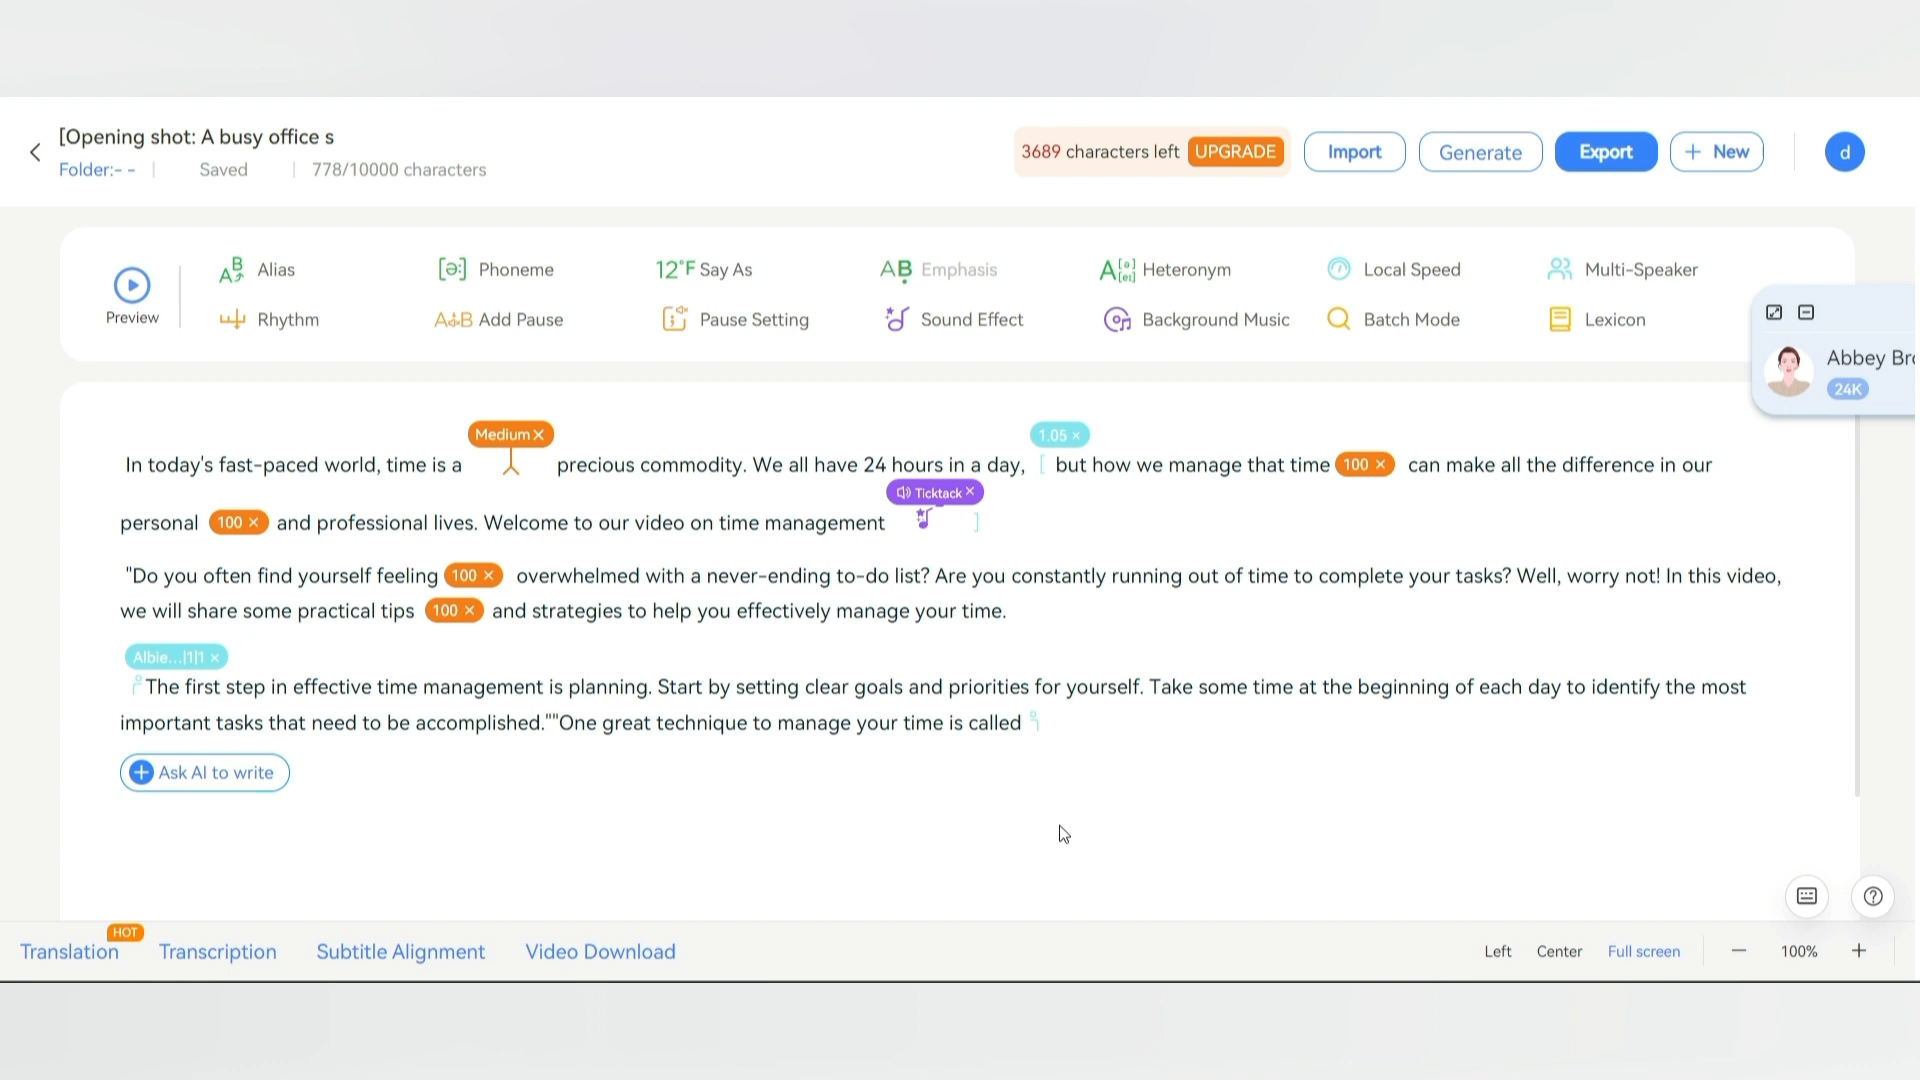 [Opening shot: A busy office s
Folder:- - Saved 778/10000 characters
3689 characters left UPGRADE Import Generate Export + New d
Preview
Alias Phoneme 12°F Say As Emphasis Heteronym Local Speed Multi-Speaker
Rhythm Add Pause Pause Setting Sound Effect Background Music Batch Mode Lexicon
Abbey Bro
24K
Medium × 1.05 ×
In today's fast-paced world, time is a precious commodity. We all have 24 hours in a day, [ but how we manage that time 100 × can make all the difference in our
Ticktack ×
personal 100 × and professional lives. Welcome to our video on time management ]
"Do you often find yourself feeling 100 × overwhelmed with a never-ending to-do list? Are you constantly running out of time to complete your tasks? Well, worry not! In this video,
we will share some practical tips 100 × and strategies to help you effectively manage your time.
Albie...|1|1 ×
The first step in effective time management is planning. Start by setting clear goals and priorities for yourself. Take some time at the beginning of each day to identify the most
important tasks that need to be accomplished.""One great technique to manage your time is called
+ Ask AI to write
HOT
Translation Transcription Subtitle Alignment Video Download Left Center Full screen − 100% +